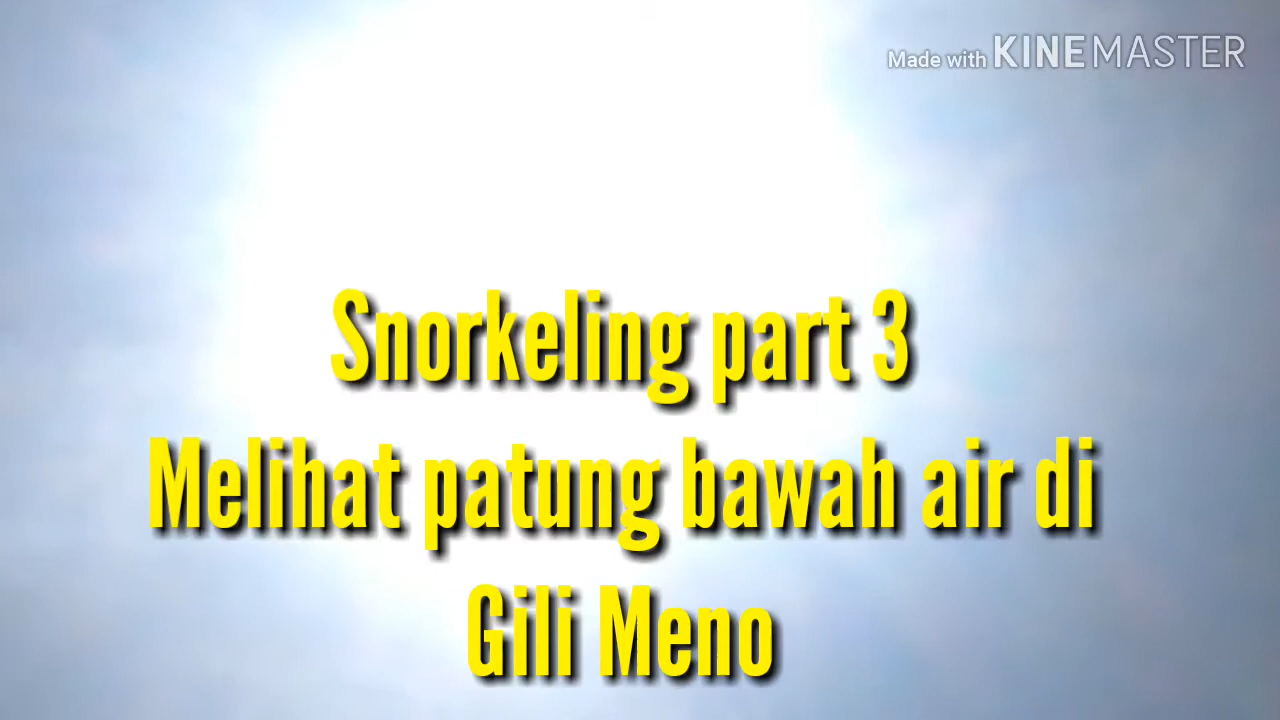 Made with KINEMASTER
Snorkeling part 3
Melihat patung bawah air di
Gili Meno